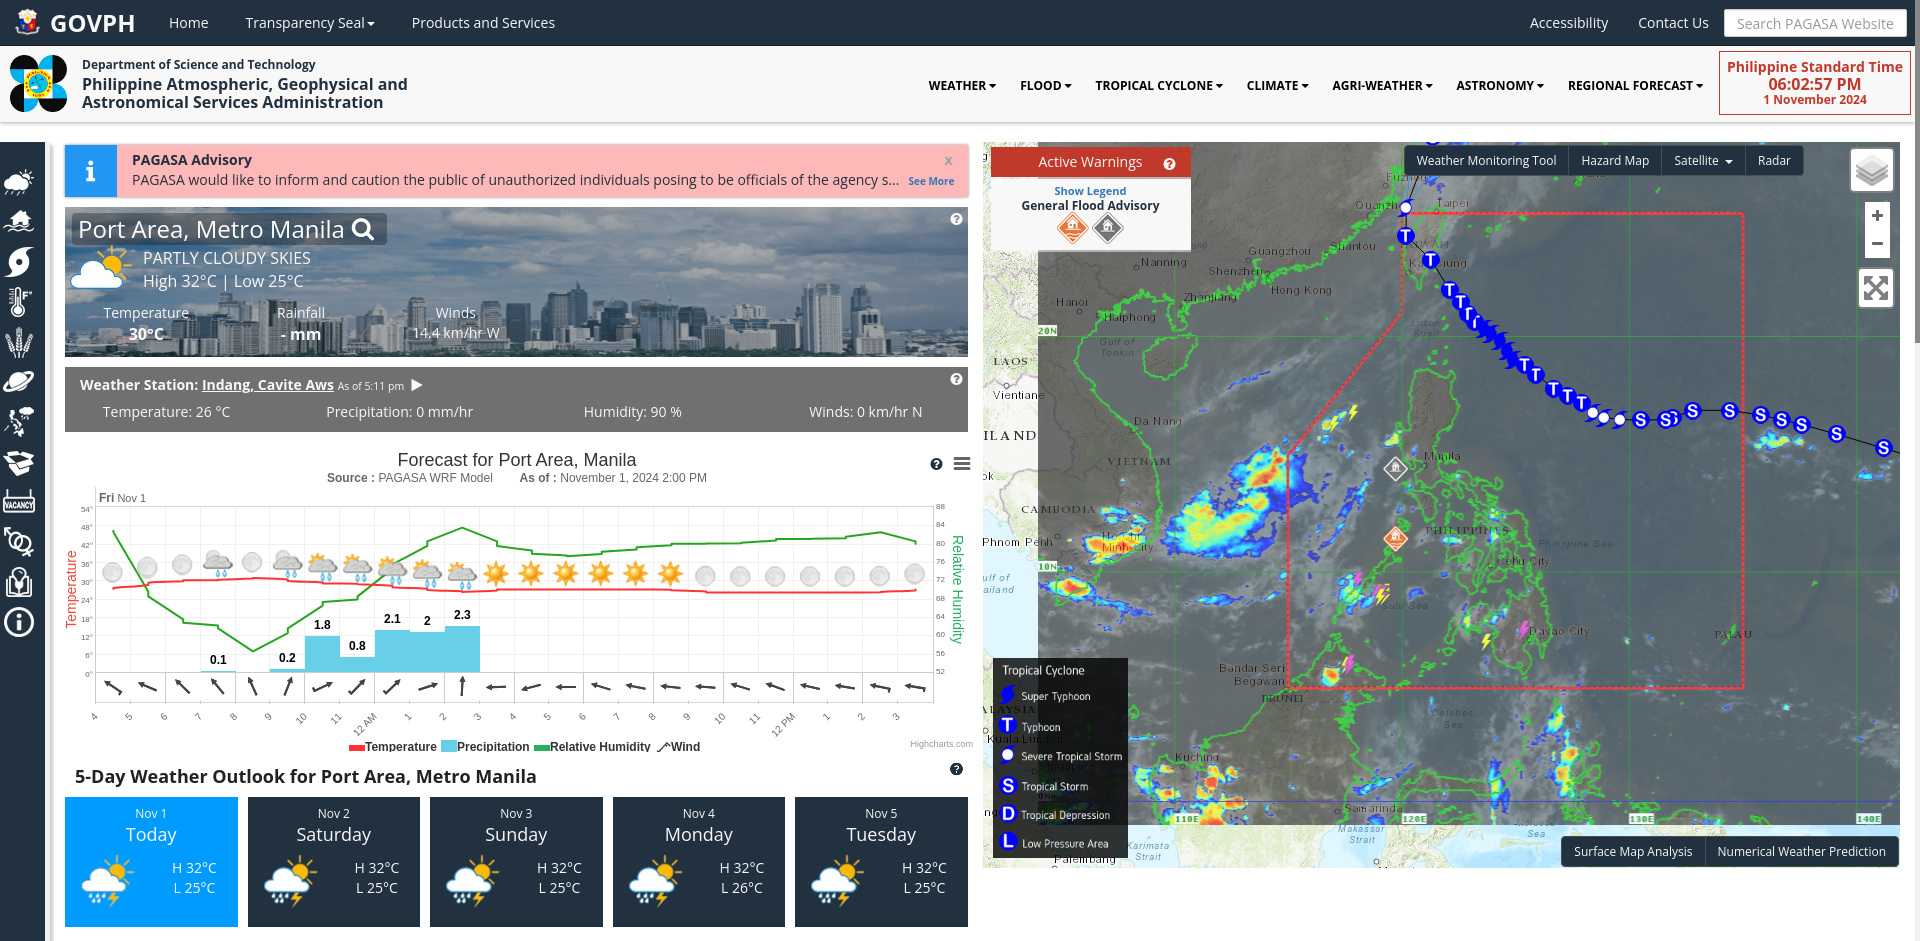 GOVPH Home Transparency Seal Products and Services Accessibility Contact Us Search PAGASA Website
Department of Science and Technology
Philippine Atmospheric, Geophysical and
Astronomical Services Administration
WEATHER FLOOD TROPICAL CYCLONE CLIMATE AGRI-WEATHER ASTRONOMY REGIONAL FORECAST
Philippine Standard Time
06:02:57 PM
1 November 2024
VACANCY
PAGASA Advisory x
PAGASA would like to inform and caution the public of unauthorized individuals posing to be officials of the agency s... See More
Port Area, Metro Manila
PARTLY CLOUDY SKIES
High 32°C | Low 25°C
Temperature Rainfall Winds
30°C - mm 14.4 km/hr W
Weather Station: Indang, Cavite Aws As of 5:11 pm
Temperature: 26 °C Precipitation: 0 mm/hr Humidity: 90 % Winds: 0 km/hr N
Forecast for Port Area, Manila
Source : PAGASA WRF Model As of : November 1, 2024 2:00 PM
Fri Nov 1
Temperature
54°
48°
42°
36°
30°
24°
18°
12°
6°
0°
0.1 0.2 1.8 0.8 2.1 2 2.3
Relative Humidity
88
84
80
76
72
68
64
60
56
52
4 5 6 7 8 9 10 11 12 AM 1 2 3 4 5 6 7 8 9 10 11 12 PM 1 2 3
Temperature Precipitation Relative Humidity Wind
Highcharts.com
5-Day Weather Outlook for Port Area, Metro Manila
Nov 1
Today
H 32°C
L 25°C
Nov 2
Saturday
H 32°C
L 25°C
Nov 3
Sunday
H 32°C
L 25°C
Nov 4
Monday
H 32°C
L 26°C
Nov 5
Tuesday
H 32°C
L 25°C
Active Warnings
Show Legend
General Flood Advisory
Weather Monitoring Tool Hazard Map Satellite Radar
+
−
Quanzh
Taipei
Guangzhou
Shantou
Nanning
Shenzhen
Hong Kong
Hanoi
Zhanjiang
Haiphong
Luzon
Strait
20N
Gulf of
Tonkin
LAOS
Vientiane
Da Nang
ILAND
VIETNAM
Manila
ok
CAMBODIA
Phnom Penh
Ho Chi
Minh City
PHILIPPINES
Philippine Sea
10N
Cebu City
ulf of
ailand
Sulu Sea
Davao City
PALAU
Bandar Seri
Begawan
BRUNEI
Celebes
Sea
Kuching
Samarinda
110E 120E 130E 140E
Makassar
Strait
Karimata
Strait
Palembang
Tropical Cyclone
Super Typhoon
T Typhoon
Severe Tropical Storm
S Tropical Storm
D Tropical Depression
L Low Pressure Area
Surface Map Analysis Numerical Weather Prediction